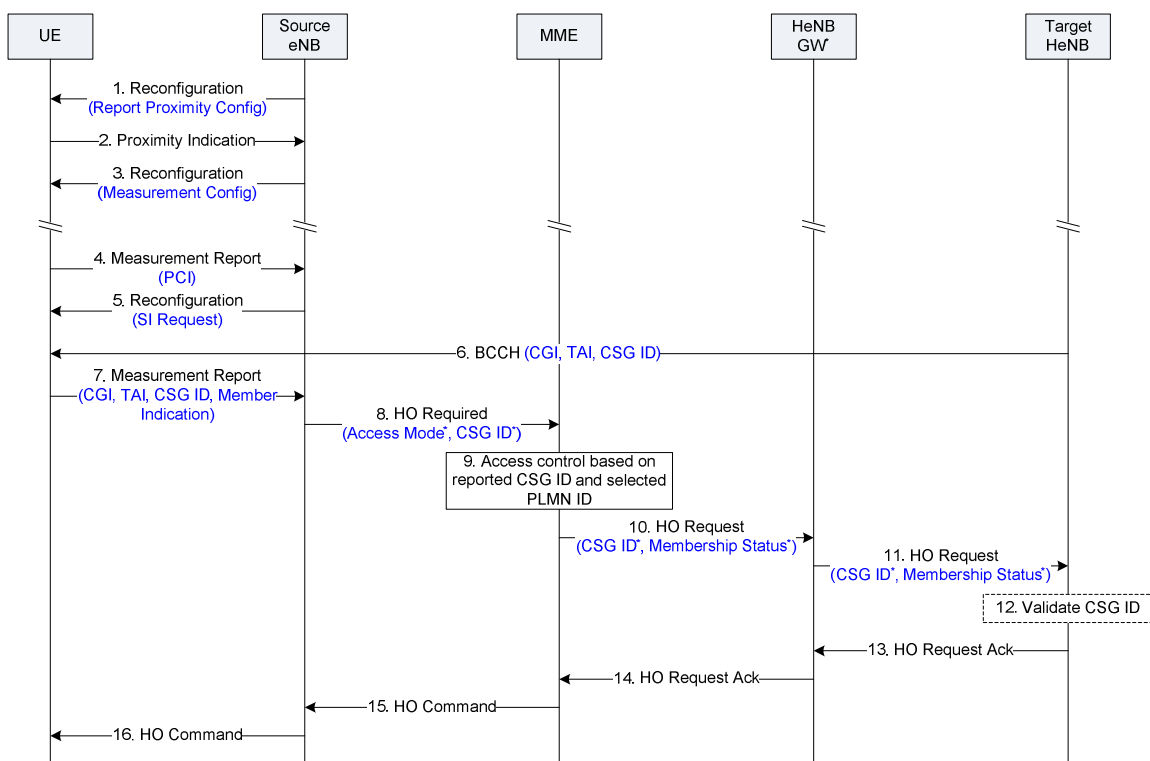 UE
Source
eNB
MME
HeNB
GW*
Target
HeNB
1. Reconfiguration
(Report Proximity Config)
2. Proximity Indication
3. Reconfiguration
(Measurement Config)
4. Measurement Report
(PCI)
5. Reconfiguration
(SI Request)
6. BCCH (CGI, TAI, CSG ID)
7. Measurement Report
(CGI, TAI, CSG ID, Member
Indication)
8. HO Required
(Access Mode*, CSG ID*)
9. Access control based on
reported CSG ID and selected
PLMN ID
10. HO Request
(CSG ID*, Membership Status*)
11. HO Request
(CSG ID*, Membership Status*)
12. Validate CSG ID
13. HO Request Ack
14. HO Request Ack
15. HO Command
16. HO Command